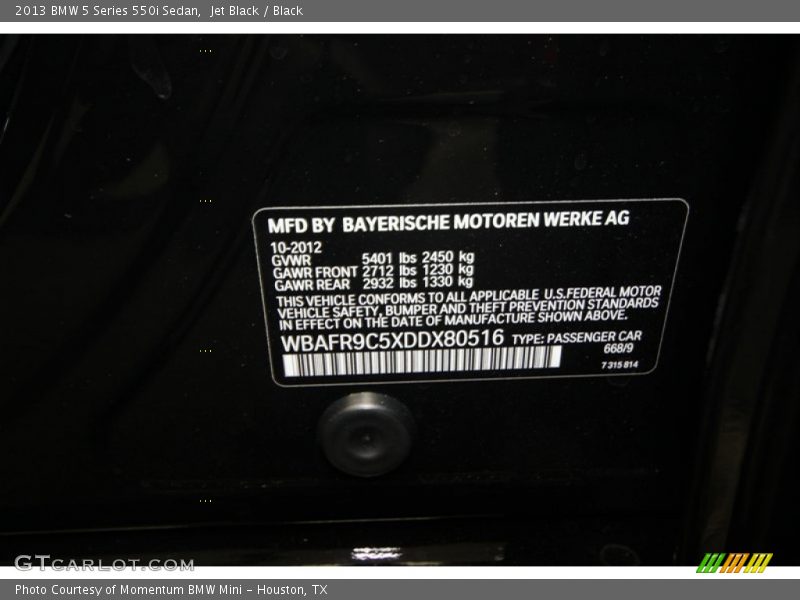 2013 BMW 5 Series 550i Sedan,  Jet Black / Black
MFD BY BAYERISCHE MOTOREN WERKE AG
10-2012
GVWR 5401 lbs 2450 kg
GAWR FRONT 2712 lbs 1230 kg
GAWR REAR 2932 lbs 1330 kg
THIS VEHICLE CONFORMS TO ALL APPLICABLE U.S.FEDERAL MOTOR
VEHICLE SAFETY, BUMPER AND THEFT PREVENTION STANDARDS
IN EFFECT ON THE DATE OF MANUFACTURE SHOWN ABOVE.
WBAFR9C5XDDX80516 TYPE: PASSENGER CAR
668/9
7 315 814
GTCARLOT.COM
Photo Courtesy of Momentum BMW Mini - Houston, TX